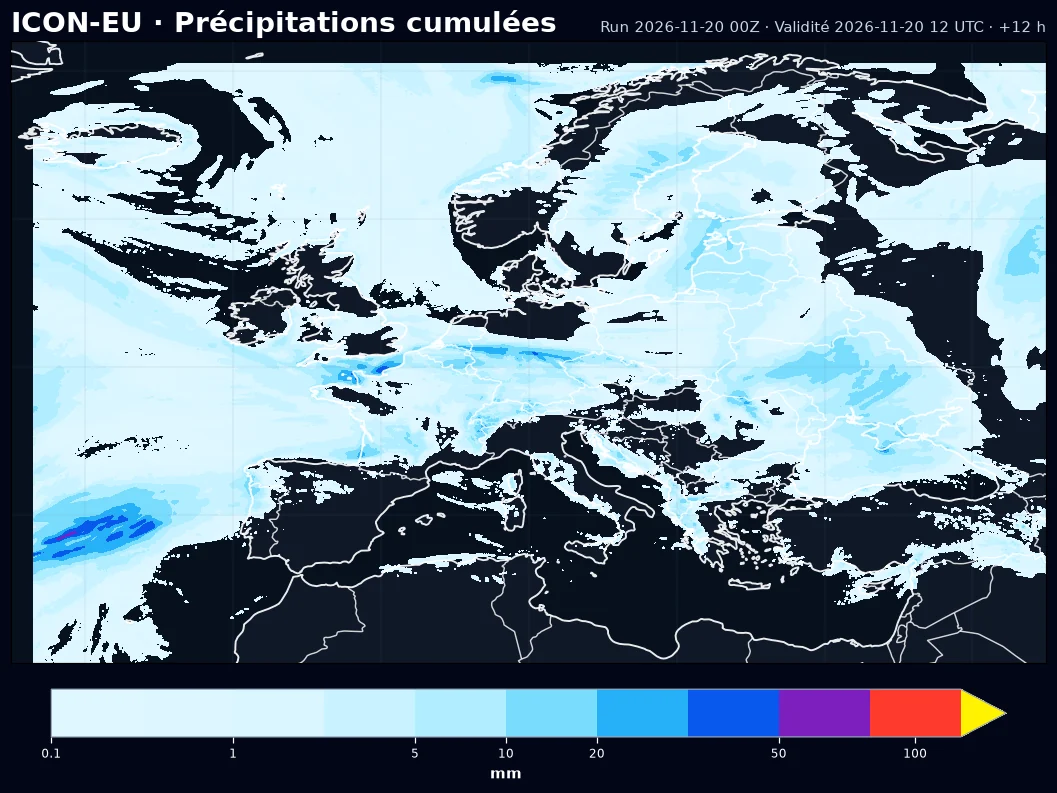 ICON-EU · Précipitations cumulées
Run 2026-11-20 00Z · Validité 2026-11-20 12 UTC · +12 h
0.1 1 5 10 20 50 100
mm